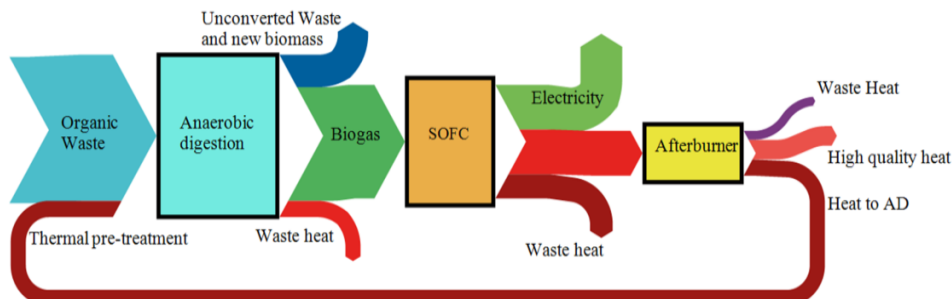 Unconverted Waste
and new biomass
Organic
Waste
Anaerobic
digestion
Biogas
SOFC
Electricity
Afterburner
Waste Heat
High quality heat
Heat to AD
Thermal pre-treatment
Waste heat
Waste heat